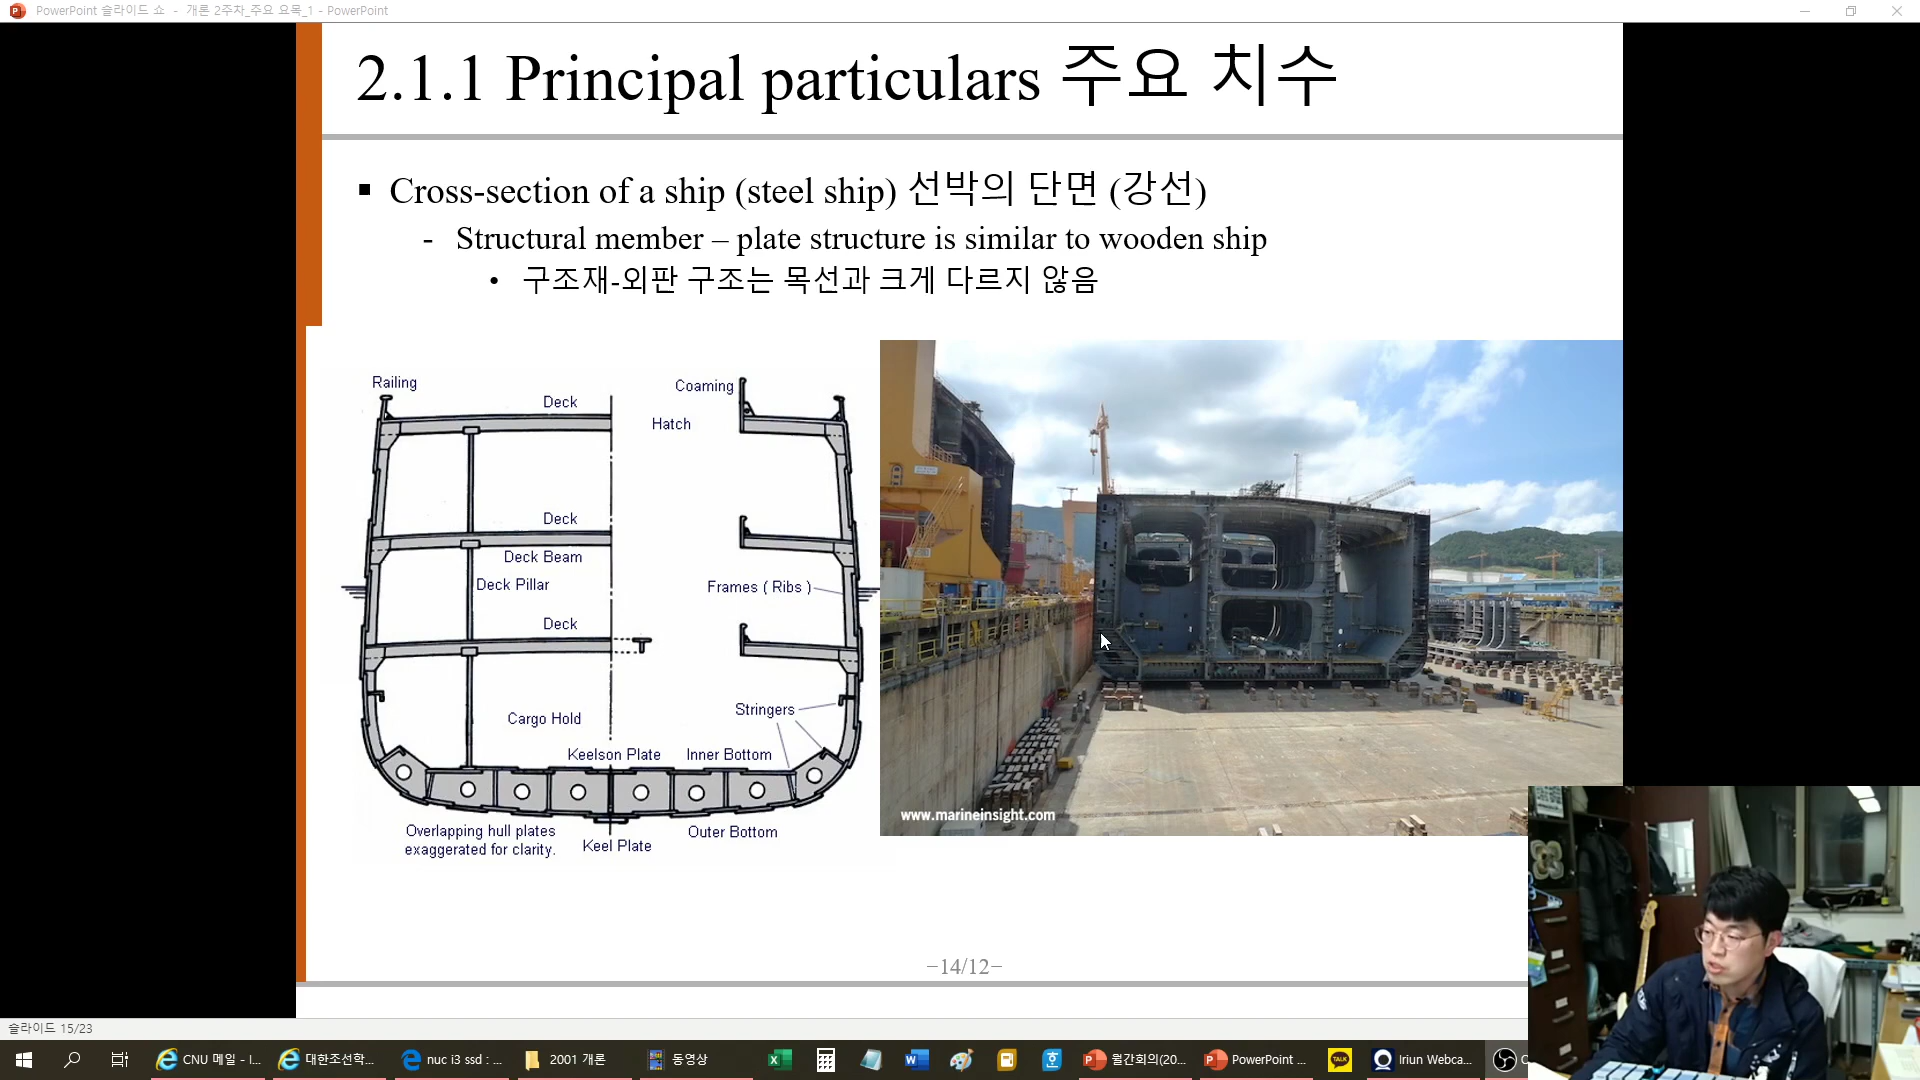 PowerPoint 슬라이드 쇼 - 개론 2주차_주요 요목_1 - PowerPoint
2.1.1 Principal particulars 주요 치수
▪ Cross-section of a ship (steel ship) 선박의 단면 (강선)
- Structural member – plate structure is similar to wooden ship
• 구조재-외판 구조는 목선과 크게 다르지 않음
Railing
Coaming
Deck
Hatch
Deck
Deck Beam
Deck Pillar
Frames ( Ribs )
Deck
Stringers
Cargo Hold
Keelson Plate
Inner Bottom
Overlapping hull plates
exaggerated for clarity.
Outer Bottom
Keel Plate
www.marineinsight.com
−14/12−
슬라이드 15/23
CNU 메일 - I...
대한조선학...
nuc i3 ssd : ...
2001 개론
동영상
월간회의(20...
PowerPoint ...
TALK
Iriun Webca...